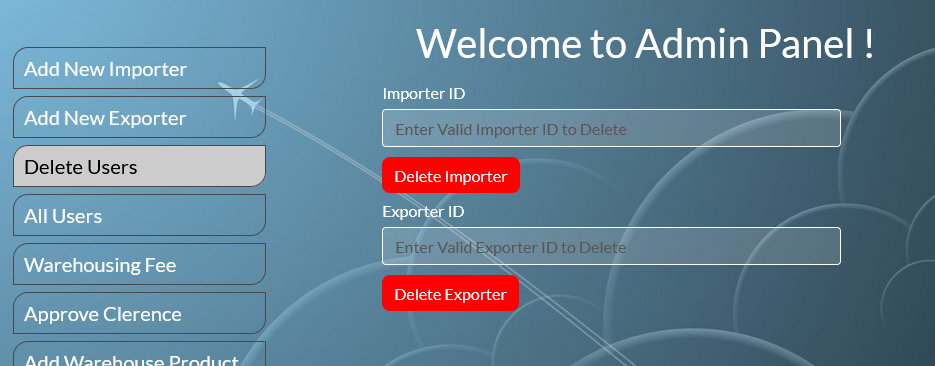 Welcome to Admin Panel !
Add New Importer
Add New Exporter
Delete Users
All Users
Warehousing Fee
Approve Clerence
Add Warehouse Product
Importer ID
Enter Valid Importer ID to Delete
Delete Importer
Exporter ID
Enter Valid Exporter ID to Delete
Delete Exporter